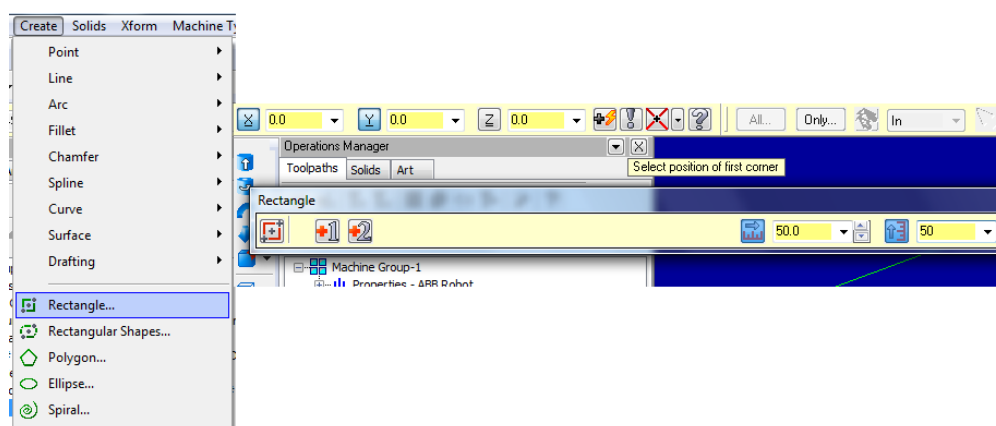 Create Solids Xform Machine Ty
Point
Line
Arc
Fillet
Chamfer
Spline
Curve
Surface
Drafting
Rectangle...
Rectangular Shapes...
Polygon...
Ellipse...
Spiral...
X 0.0 Y 0.0 Z 0.0 All... Only... In
Operations Manager
Toolpaths Solids Art
Select position of first corner
Rectangle
1 2 50.0 50
Machine Group-1
Properties - ABB Robot